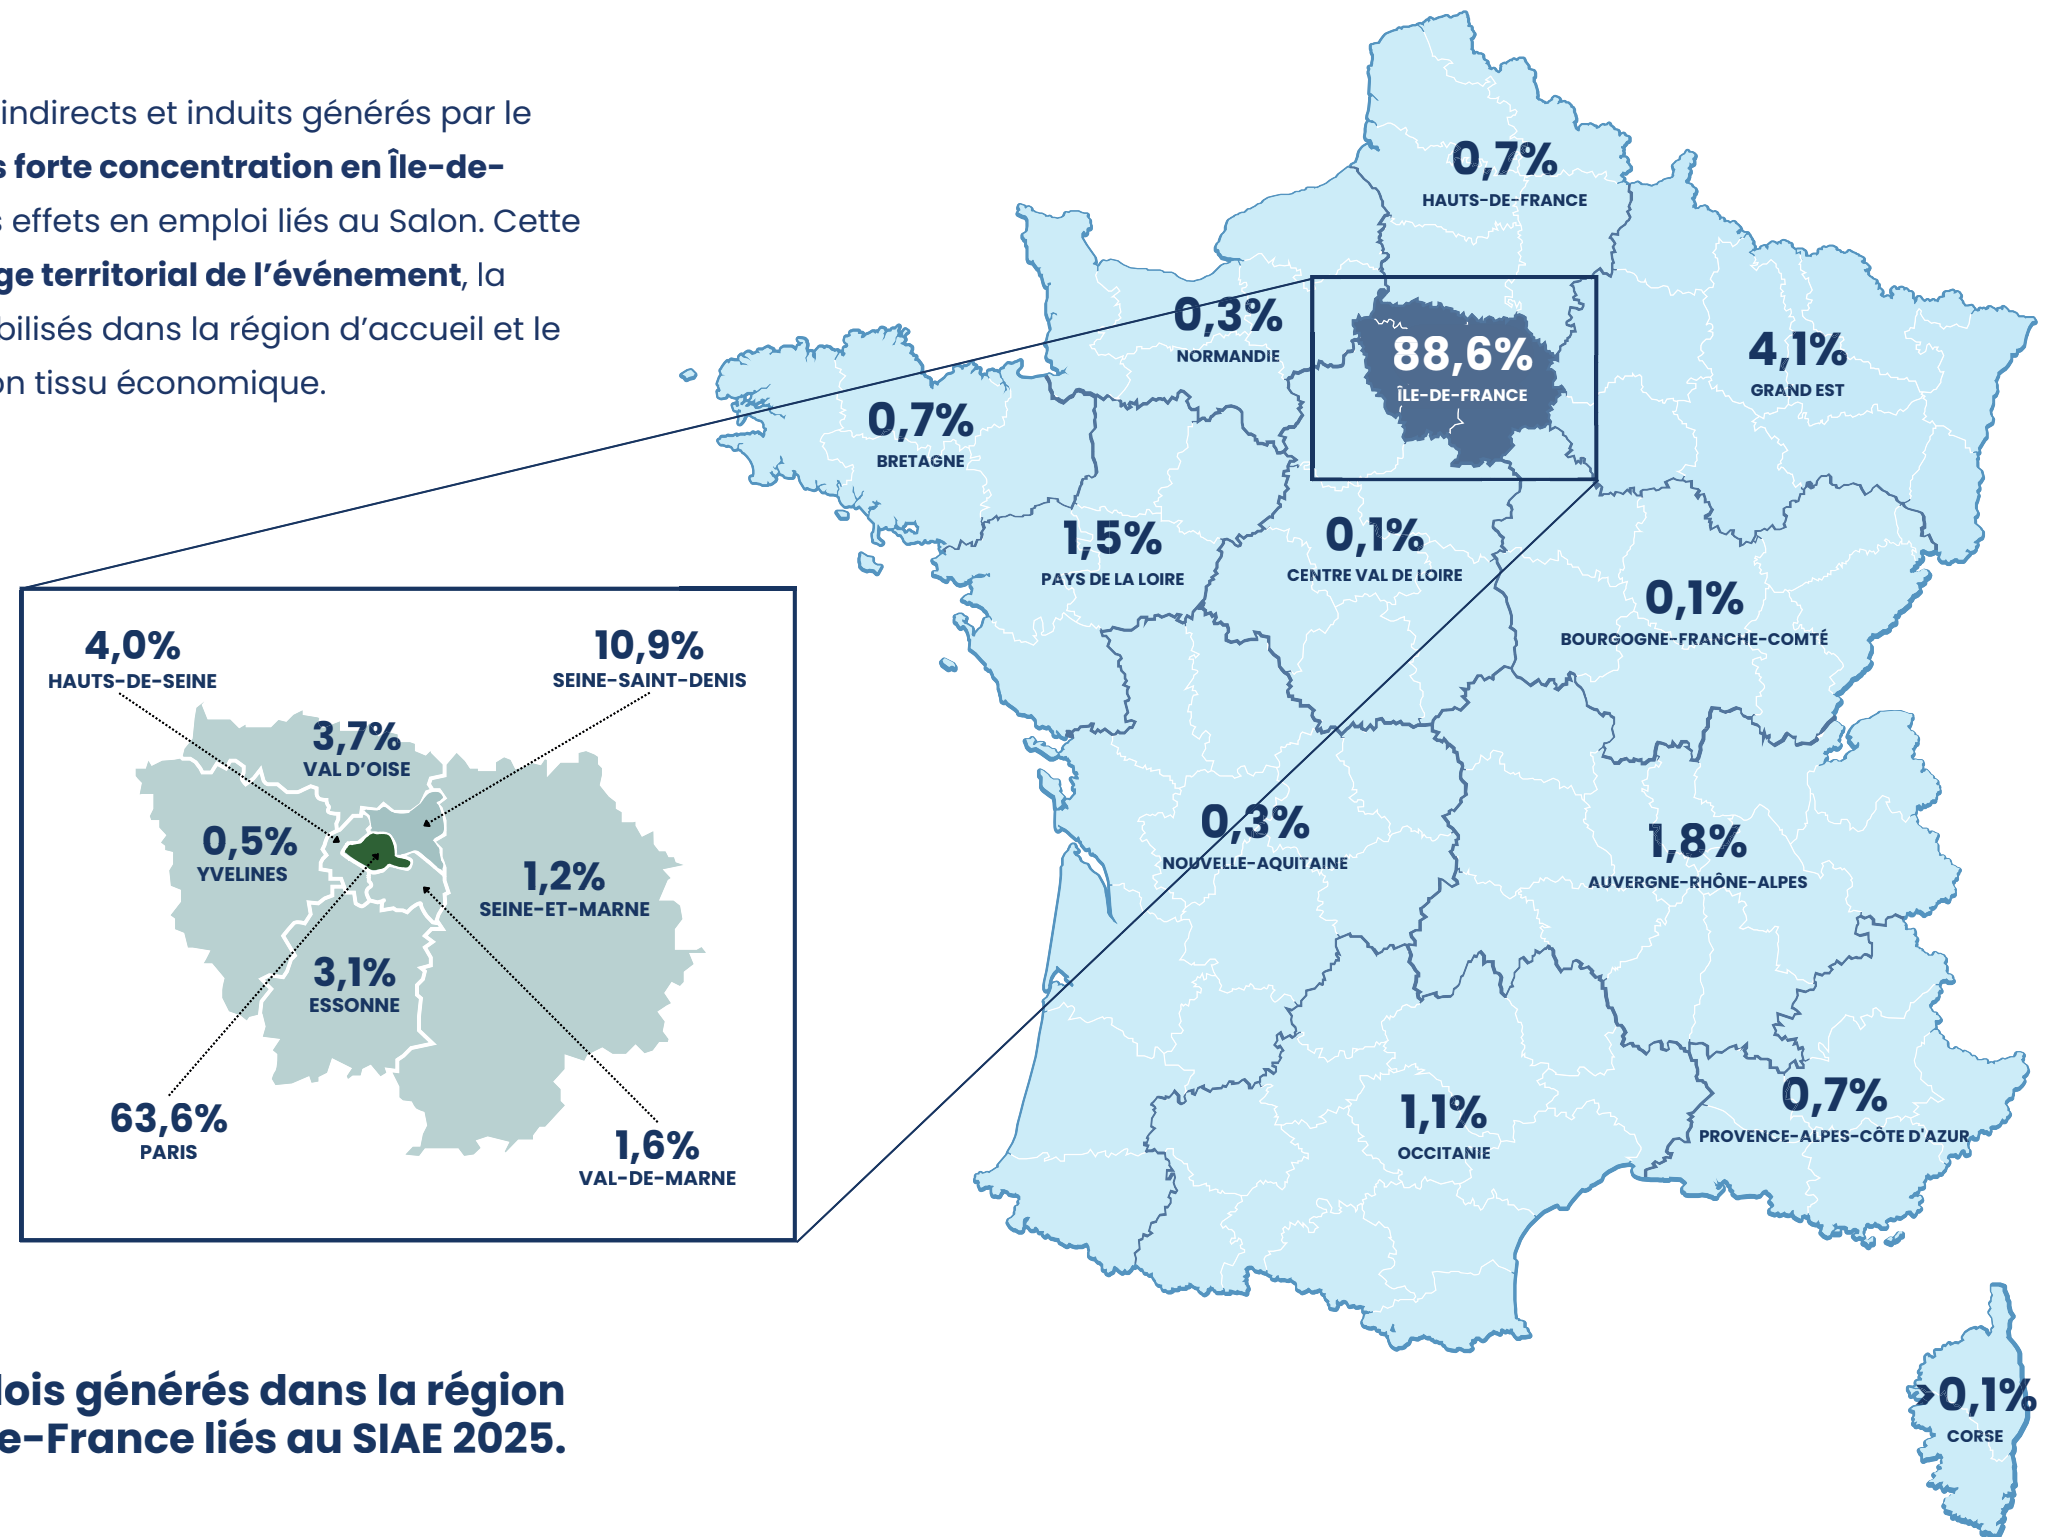 indirects et induits générés par le
forte concentration en Île-de-
effets en emploi liés au Salon. Cette
territorial de l'événement, la
dans la région d'accueil et le
tissu économique.
0,7%
HAUTS-DE-FRANCE
0,3%
NORMANDIE
88,6%
ÎLE-DE-FRANCE
4,1%
GRAND EST
0,7%
BRETAGNE
1,5%
PAYS DE LA LOIRE
0,1%
CENTRE VAL DE LOIRE
0,1%
BOURGOGNE-FRANCHE-COMTÉ
0,3%
NOUVELLE-AQUITAINE
1,8%
AUVERGNE-RHÔNE-ALPES
1,1%
OCCITANIE
0,7%
PROVENCE-ALPES-CÔTE D'AZUR
>0,1%
CORSE
4,0%
HAUTS-DE-SEINE
10,9%
SEINE-SAINT-DENIS
3,7%
VAL D'OISE
0,5%
YVELINES
1,2%
SEINE-ET-MARNE
3,1%
ESSONNE
63,6%
PARIS
1,6%
VAL-DE-MARNE
générés dans la région
e-France liés au SIAE 2025.